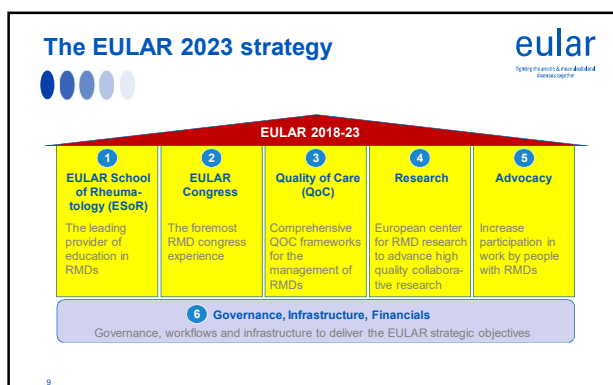 The EULAR 2023 strategy
eular
fighting rheumatic & musculoskeletal
diseases together
EULAR 2018-23
1
EULAR School
of Rheuma-
tology (ESoR)
The leading
provider of
education in
RMDs
2
EULAR
Congress
The foremost
RMD congress
experience
3
Quality of Care
(QoC)
Comprehensive
QOC frameworks
for the
management of
RMDs
4
Research
European center
for RMD research
to advance high
quality collabora-
tive research
5
Advocacy
Increase
participation in
work by people
with RMDs
6 Governance, Infrastructure, Financials
Governance, workflows and infrastructure to deliver the EULAR strategic objectives
9